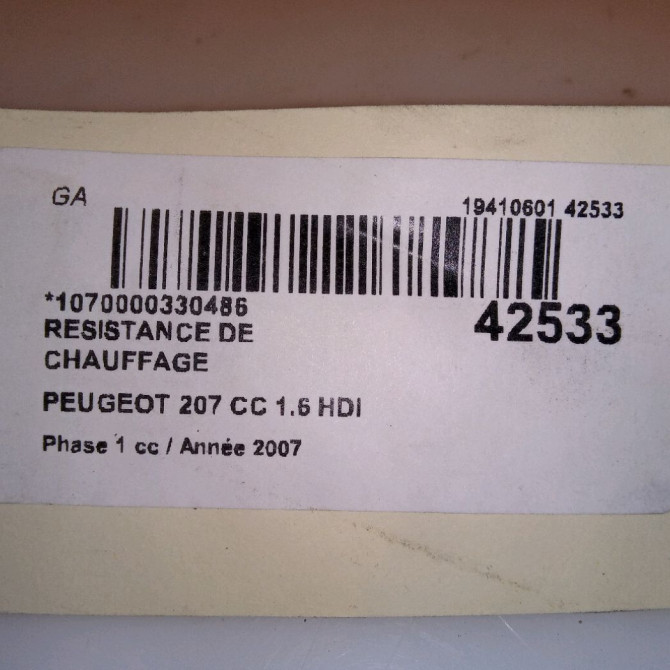 GA
19410601 42533
*1070000330486
42533
RESISTANCE DE
CHAUFFAGE
PEUGEOT 207 CC 1.6 HDI
Phase 1 cc / Année 2007